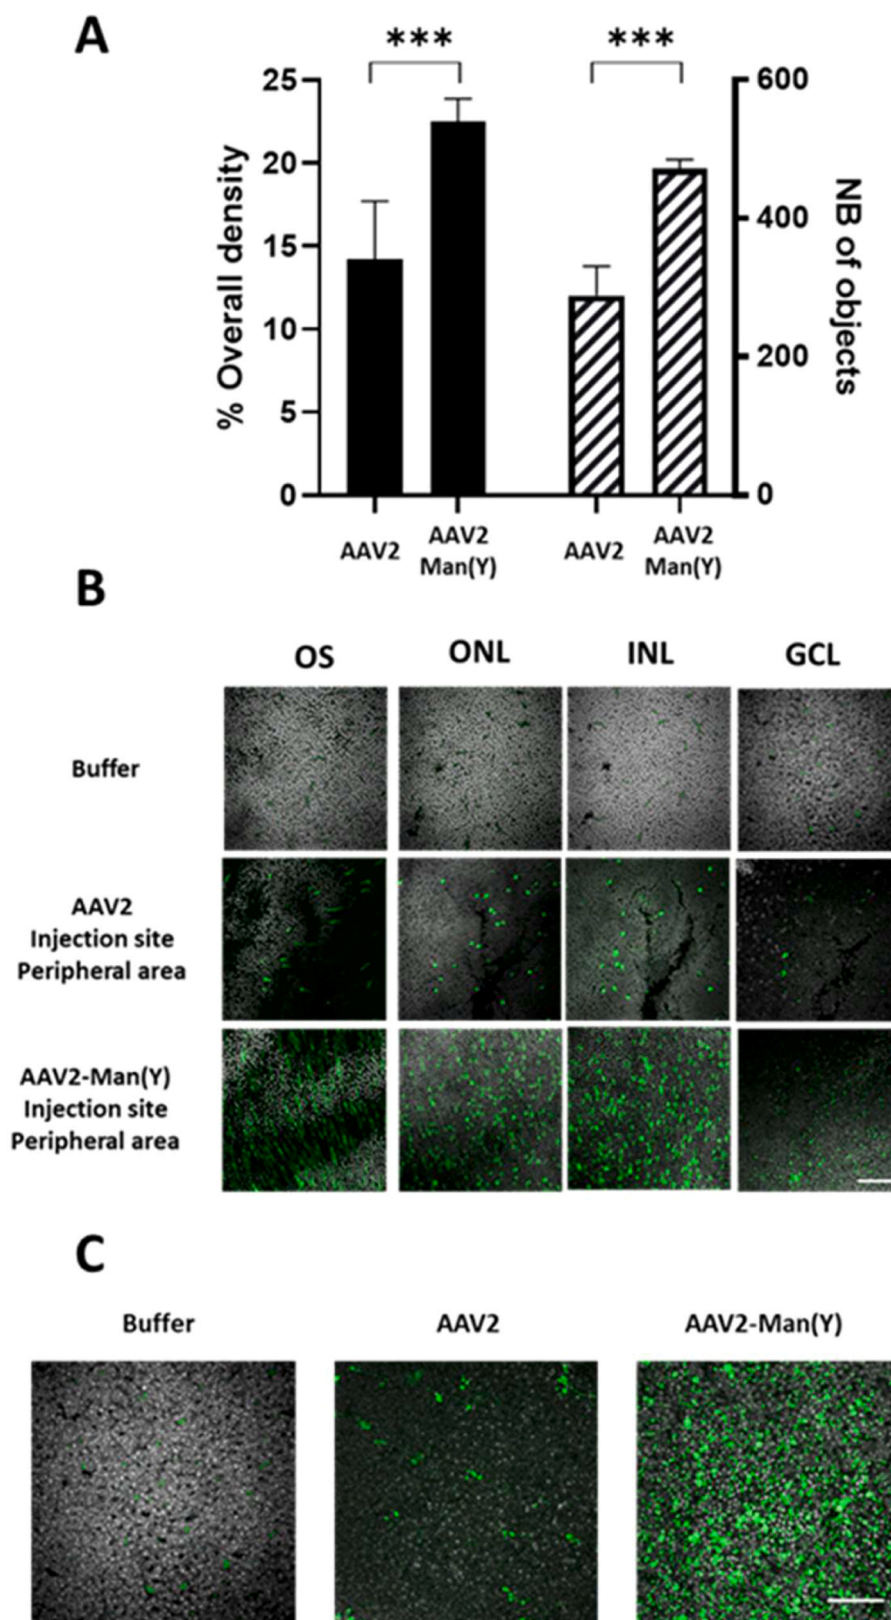 A
*** ***
25
20
15
10
5
0
% Overall density
600
400
200
0
NB of objects
AAV2
AAV2
Man(Y)
AAV2
AAV2
Man(Y)
B
OS ONL INL GCL
Buffer
AAV2
Injection site
Peripheral area
AAV2-Man(Y)
Injection site
Peripheral area
C
Buffer AAV2 AAV2-Man(Y)